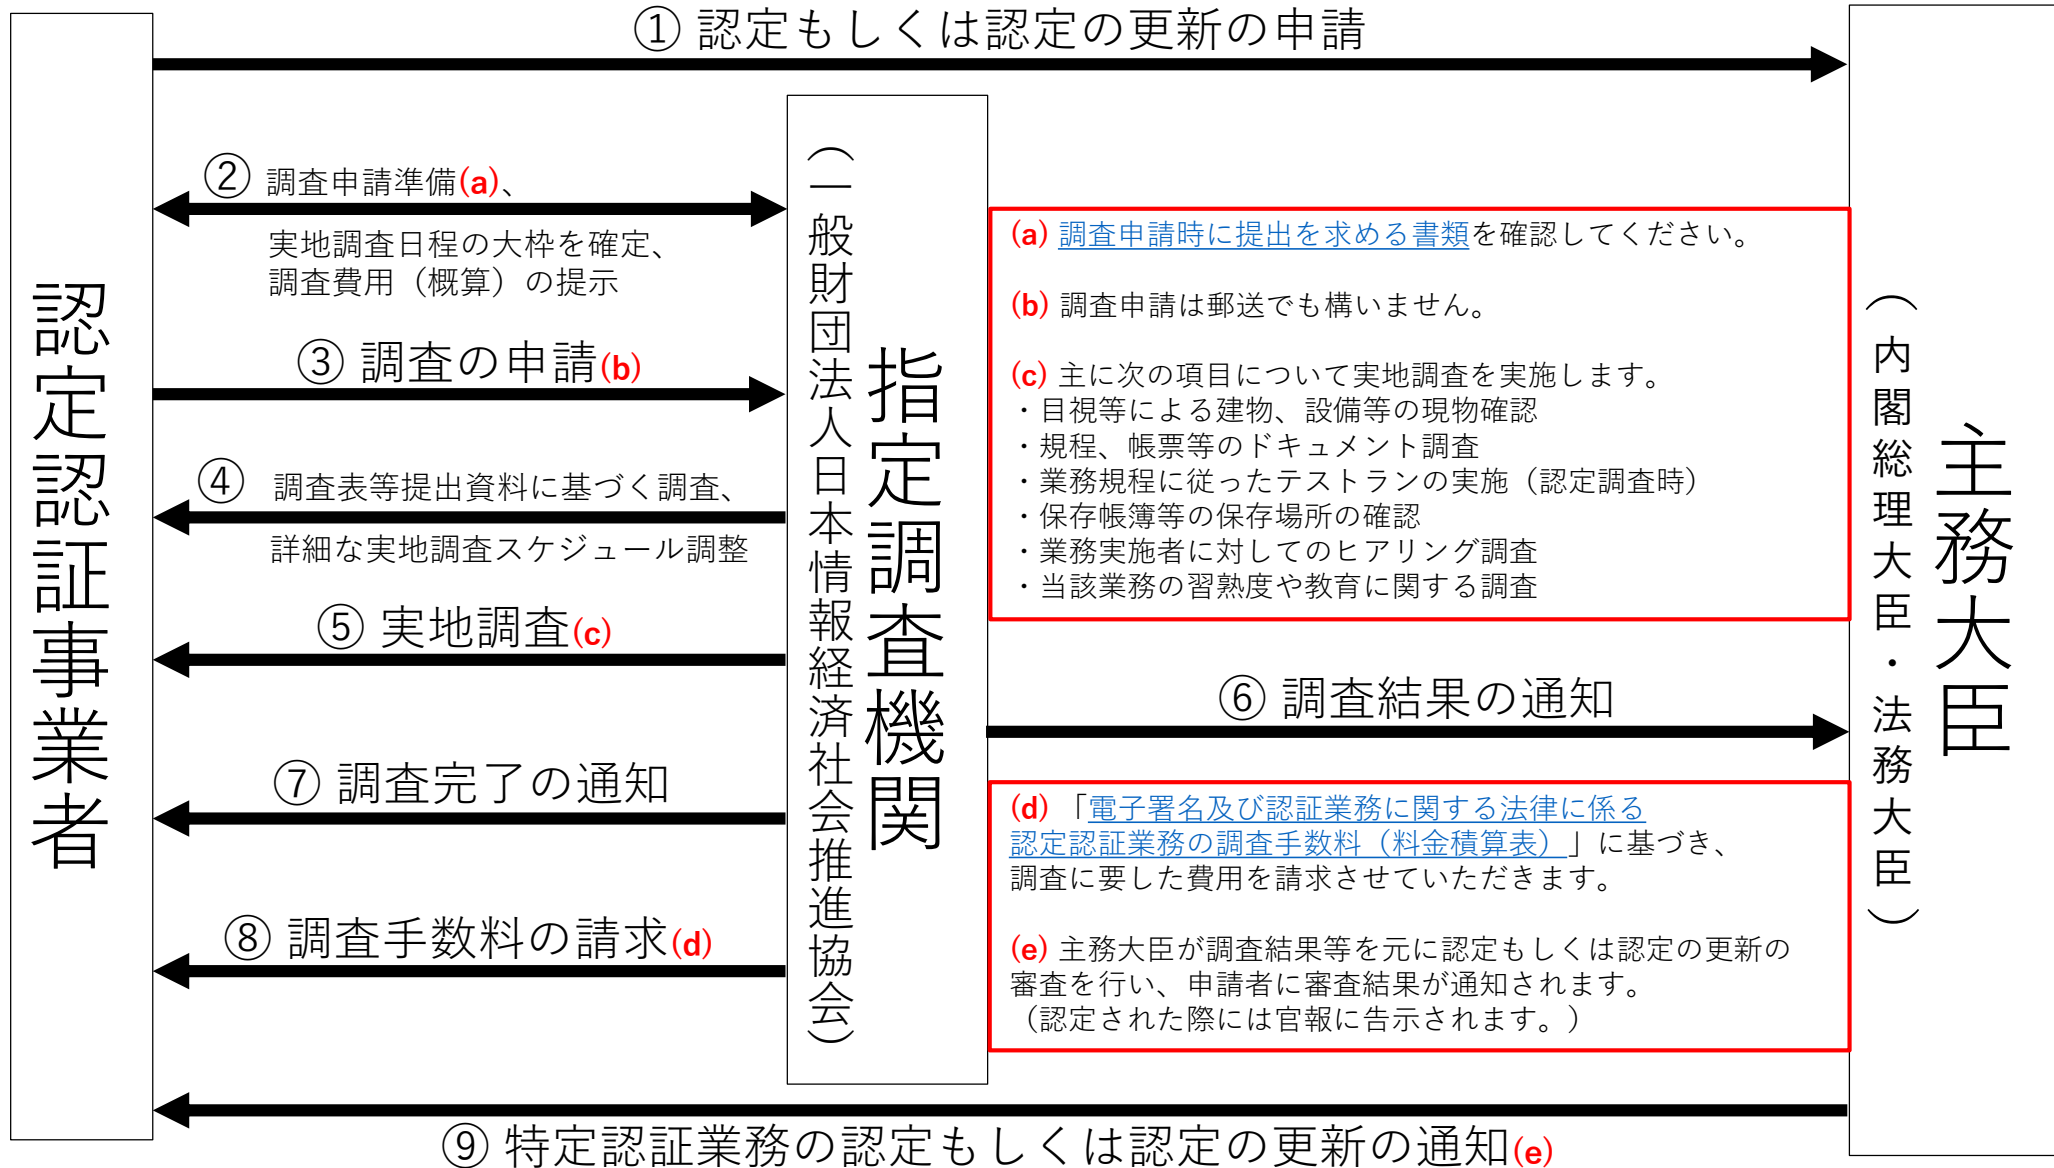 ① 認定もしくは認定の更新の申請
認定認証事業者
② 調査申請準備(a)、
実地調査日程の大枠を確定、
調査費用（概算）の提示
③ 調査の申請(b)
④ 調査表等提出資料に基づく調査、
詳細な実地調査スケジュール調整
⑤ 実地調査(c)
⑦ 調査完了の通知
⑧ 調査手数料の請求(d)
指定調査機関
（一般財団法人日本情報経済社会推進協会）
(a) 調査申請時に提出を求める書類を確認してください。
(b) 調査申請は郵送でも構いません。
(c) 主に次の項目について実地調査を実施します。
・目視等による建物、設備等の現物確認
・規程、帳票等のドキュメント調査
・業務規程に従ったテストランの実施（認定調査時）
・保存帳簿等の保存場所の確認
・業務実施者に対してのヒアリング調査
・当該業務の習熟度や教育に関する調査
⑥ 調査結果の通知
(d) 「電子署名及び認証業務に関する法律に係る
認定認証業務の調査手数料（料金積算表）」に基づき、
調査に要した費用を請求させていただきます。
(e) 主務大臣が調査結果等を元に認定もしくは認定の更新の
審査を行い、申請者に審査結果が通知されます。
（認定された際には官報に告示されます。）
主務大臣
（内閣総理大臣・法務大臣）
⑨ 特定認証業務の認定もしくは認定の更新の通知(e)